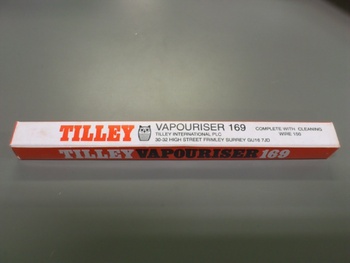 TILLEY
VAPOURISER 169
TILLEY INTERNATIONAL PLC
30-32 HIGH STREET FRIMLEY SURREY GU16 7JD
COMPLETE WITH CLEANING
WIRE 150
TILLEY VAPOURISER 169